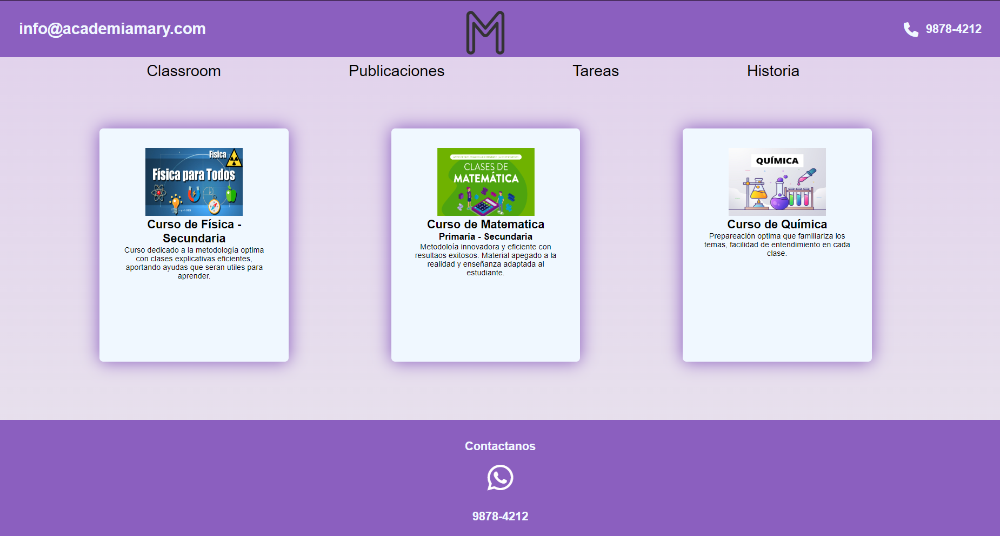 info@academiamary.com
M
9878-4212
Classroom
Publicaciones
Tareas
Historia
Física
Física para Todos
Curso de Física -
Secundaria
Curso dedicado a la metodología optima
con clases explicativas eficientes,
aportando ayudas que seran utiles para
aprender.
CLASES DE
MATEMÁTICA
Curso de Matematica
Primaria - Secundaria
Metodoloía innovadora y eficiente con
resultaos exitosos. Material apegado a la
realidad y enseñanza adaptada al
estudiante.
QUÍMICA
Curso de Química
Prepareación optima que familiariza los
temas, facilidad de entendimiento en cada
clase.
Contactanos
9878-4212